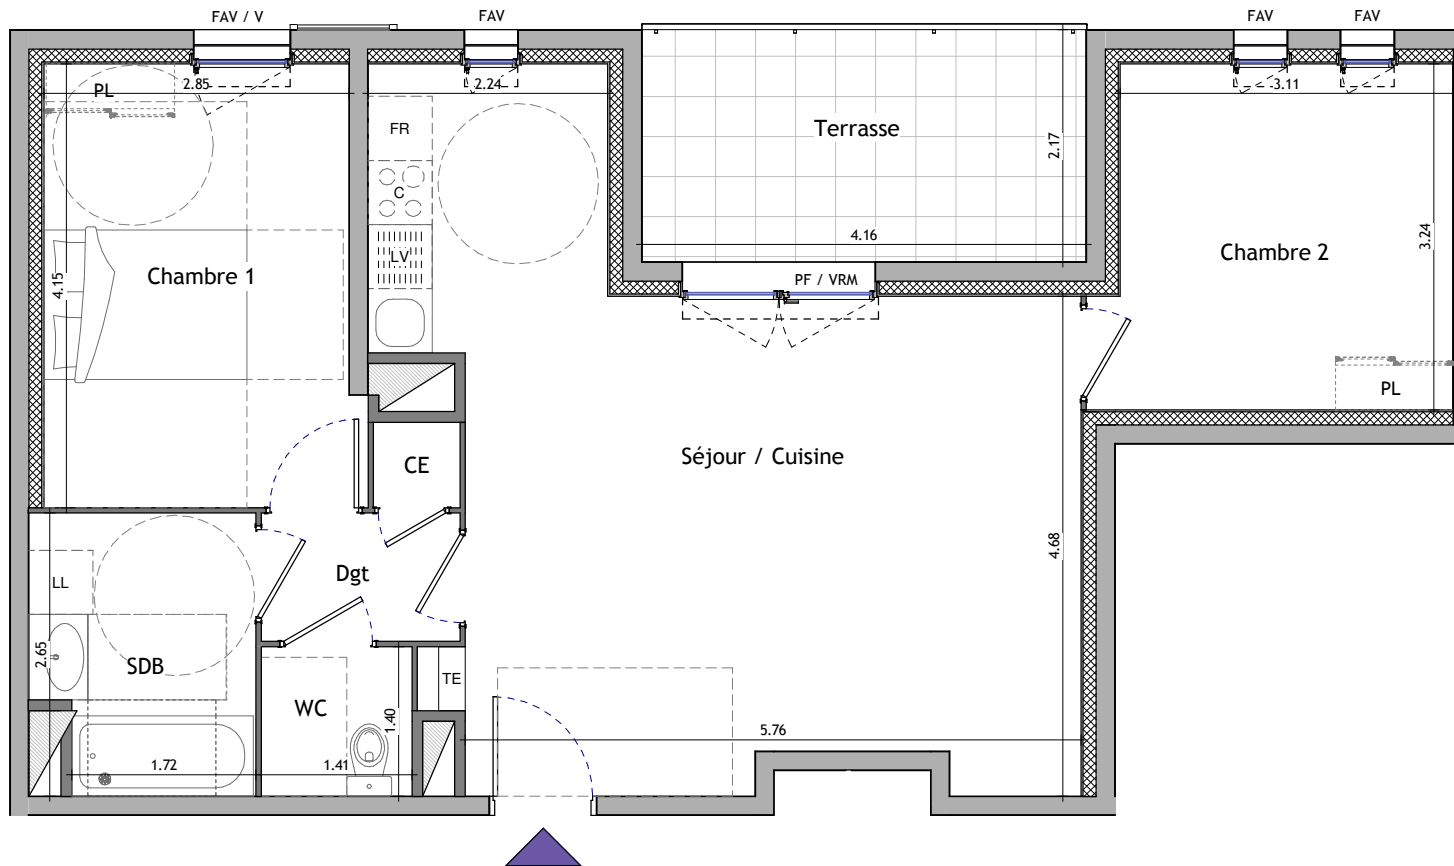 FAV / V
FAV
FAV
FAV
PL
2.85
2.24
3.11
FR
Terrasse
2.17
C
4.16
LV
Chambre 1
4.15
PF / VRM
Chambre 2
3.24
PL
CE
Séjour / Cuisine
4.68
Dgt
LL
2.65
SDB
TE
WC
1.40
5.76
1.72
1.41